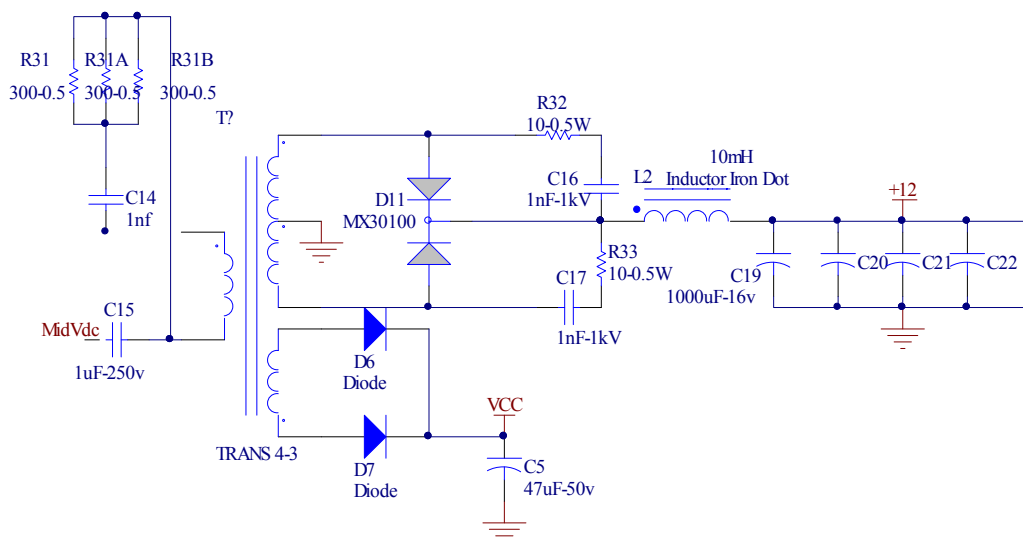 R31
R31A
R31B
300-0.5
300-0.5
300-0.5
T?
R32
10-0.5W
C14
1nf
D11
MX30100
C16
1nF-1kV
L2
10mH
Inductor Iron Dot
+12
R33
10-0.5W
C17
1nF-1kV
C19
1000uF-16v
C20
C21
C22
MidVdc
C15
1uF-250v
D6
Diode
TRANS 4-3
D7
Diode
VCC
C5
47uF-50v